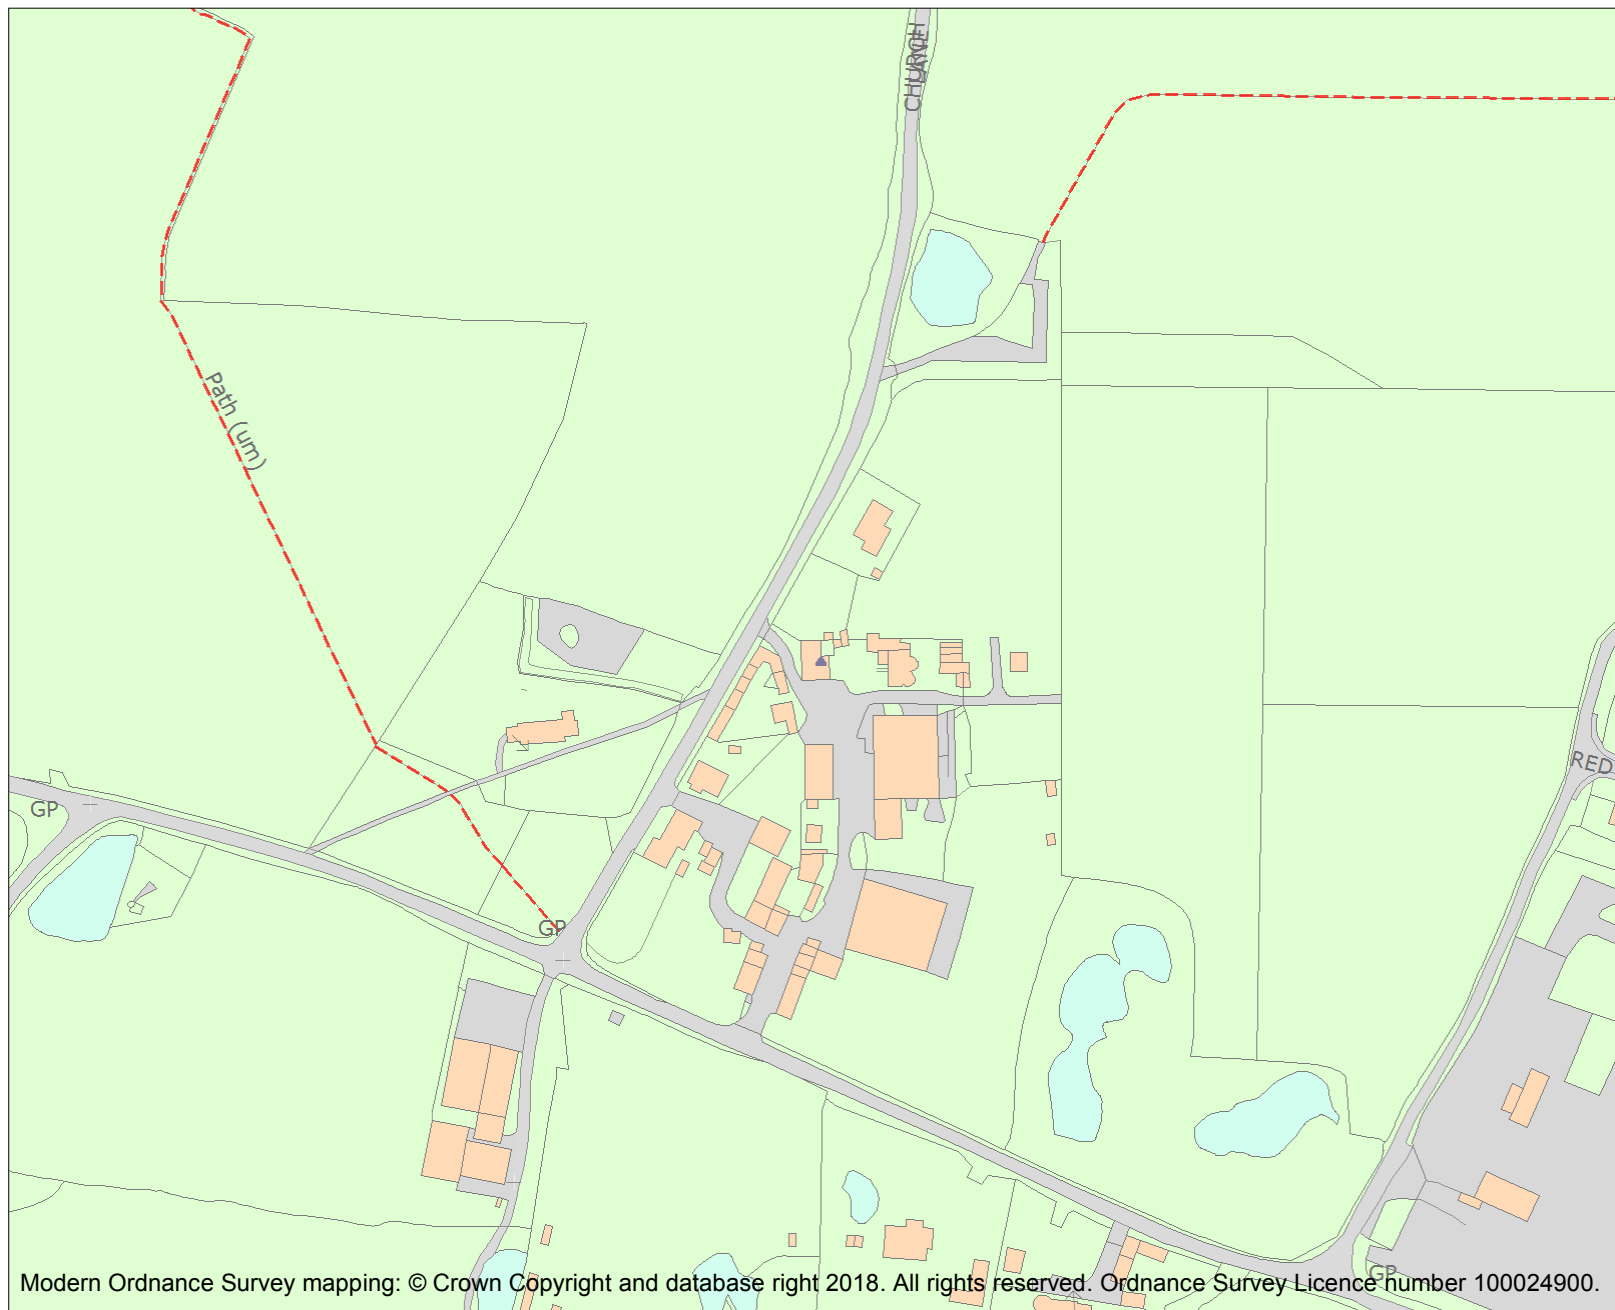 CHURCH
LANE
Path (um)
RED
GP
GP
GP
Modern Ordnance Survey mapping: © Crown Copyright and database right 2018. All rights reserved. Ordnance Survey Licence number 100024900.